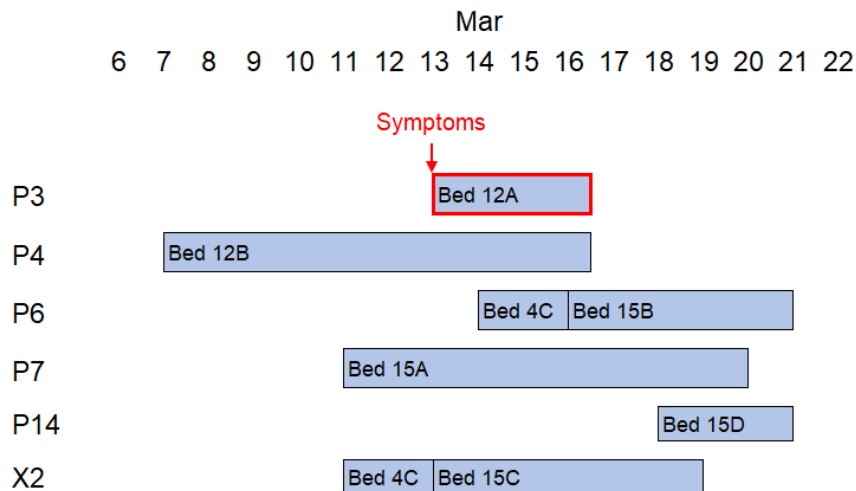 Mar
6 7 8 9 10 11 12 13 14 15 16 17 18 19 20 21 22
Symptoms
P3 Bed 12A
P4 Bed 12B
P6 Bed 4C Bed 15B
P7 Bed 15A
P14 Bed 15D
X2 Bed 4C Bed 15C